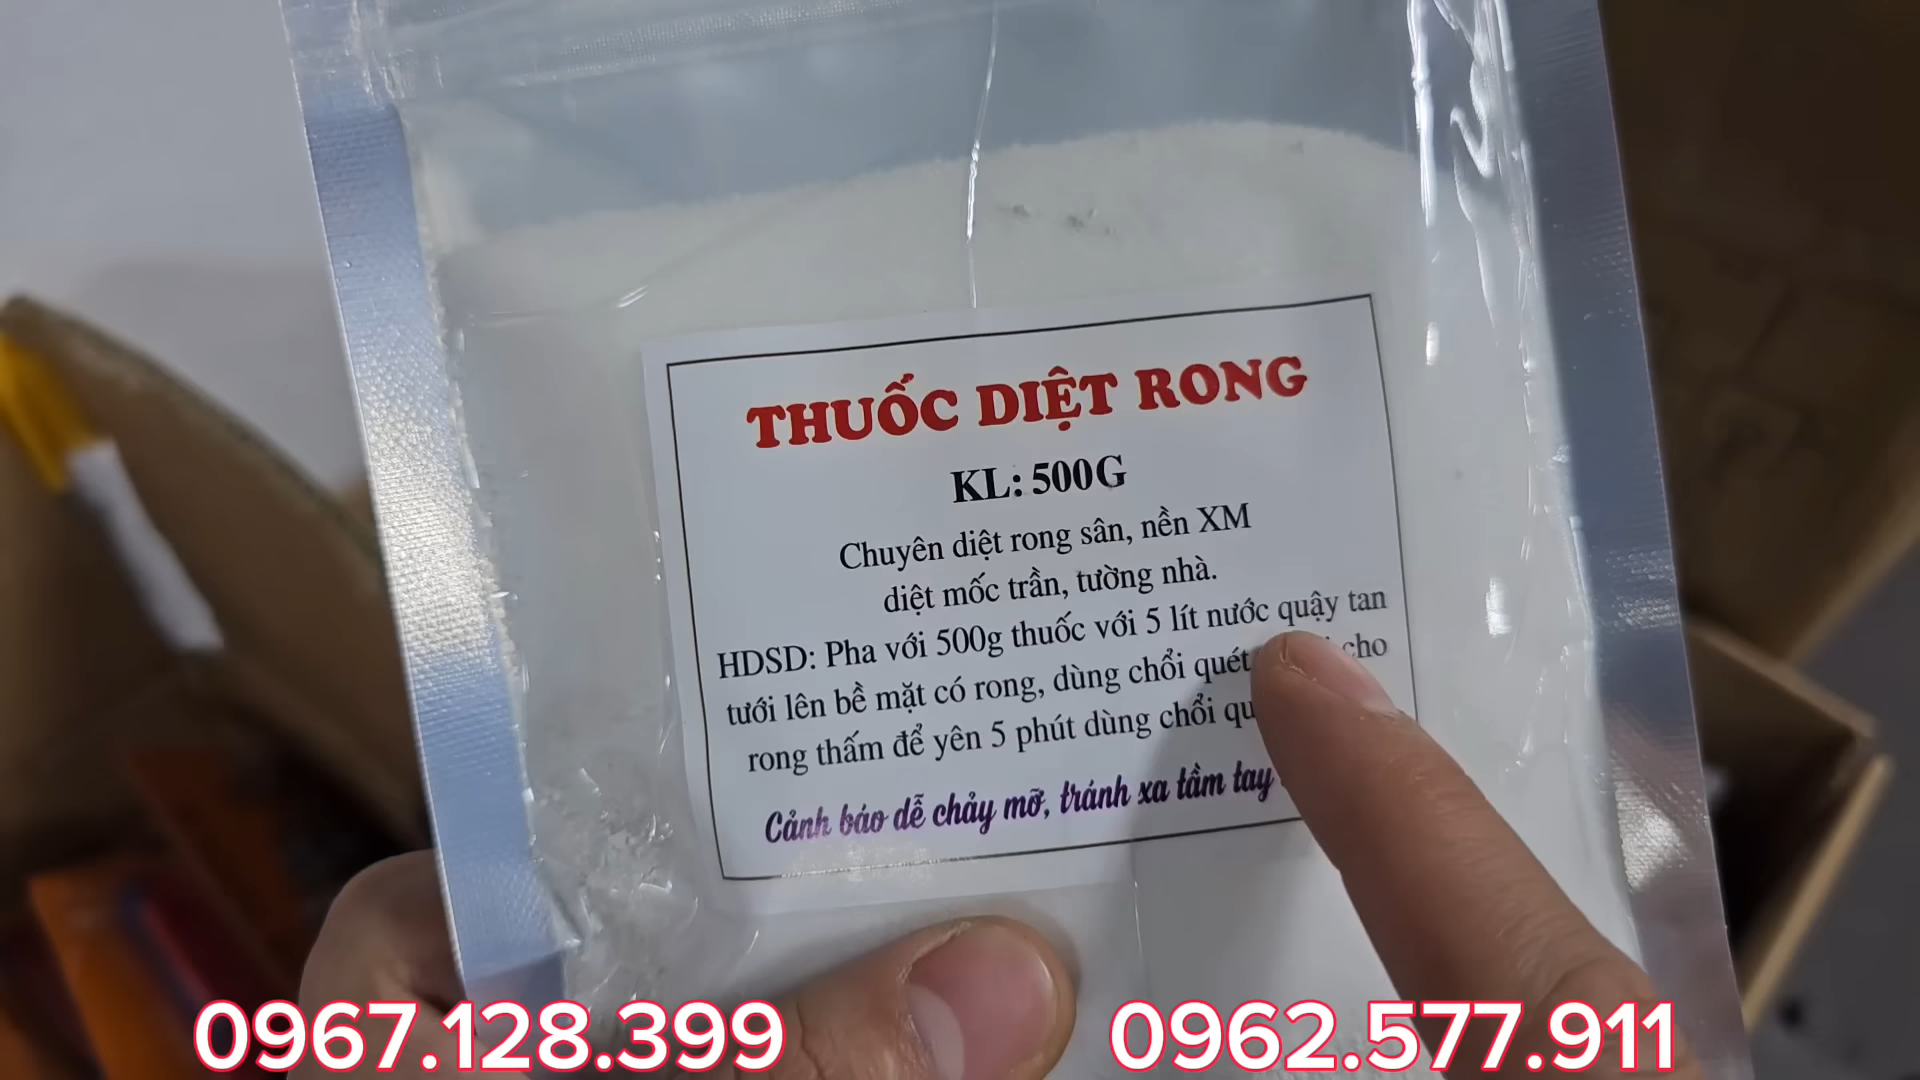 THUỐC DIỆT RONG
KL: 500G
Chuyên diệt rong sân, nền XM
diệt mốc trần, tường nhà.
HDSD: Pha với 500g thuốc với 5 lít nước quậy tan
tưới lên bề mặt có rong, dùng chổi quét cho
rong thấm để yên 5 phút dùng chổi
Cảnh báo dễ chảy mỡ, tránh xa tầm tay
0967.128.399
0962.577.911